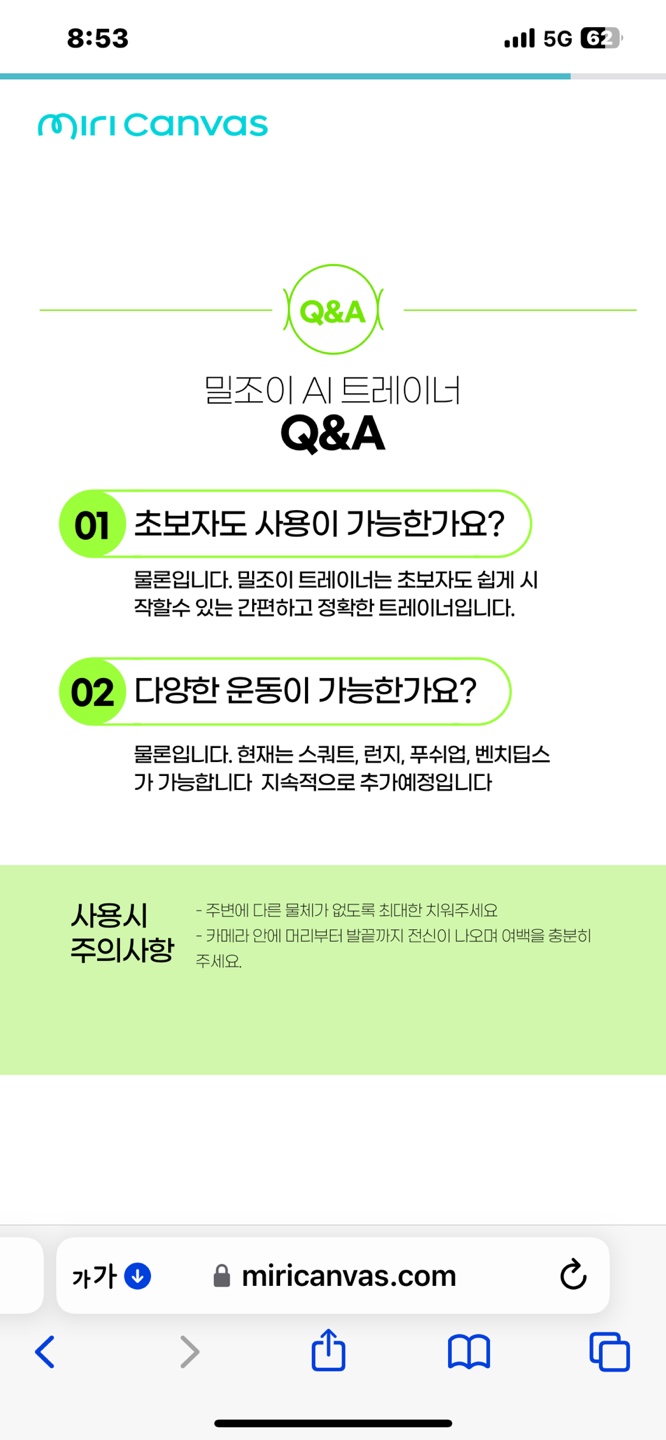 8:53
5G 62
miri canvas
Q&A
밀조이 AI 트레이너
Q&A
01 초보자도 사용이 가능한가요?
물론입니다. 밀조이 트레이너는 초보자도 쉽게 시
작할수 있는 간편하고 정확한 트레이너입니다.
02 다양한 운동이 가능한가요?
물론입니다. 현재는 스쿼트, 런지, 푸쉬업, 벤치딥스
가 가능합니다 지속적으로 추가예정입니다
사용시
주의사항
- 주변에 다른 물체가 없도록 최대한 치워주세요
- 카메라 안에 머리부터 발끝까지 전신이 나오며 여백을 충분히
주세요.
가가 miricanvas.com